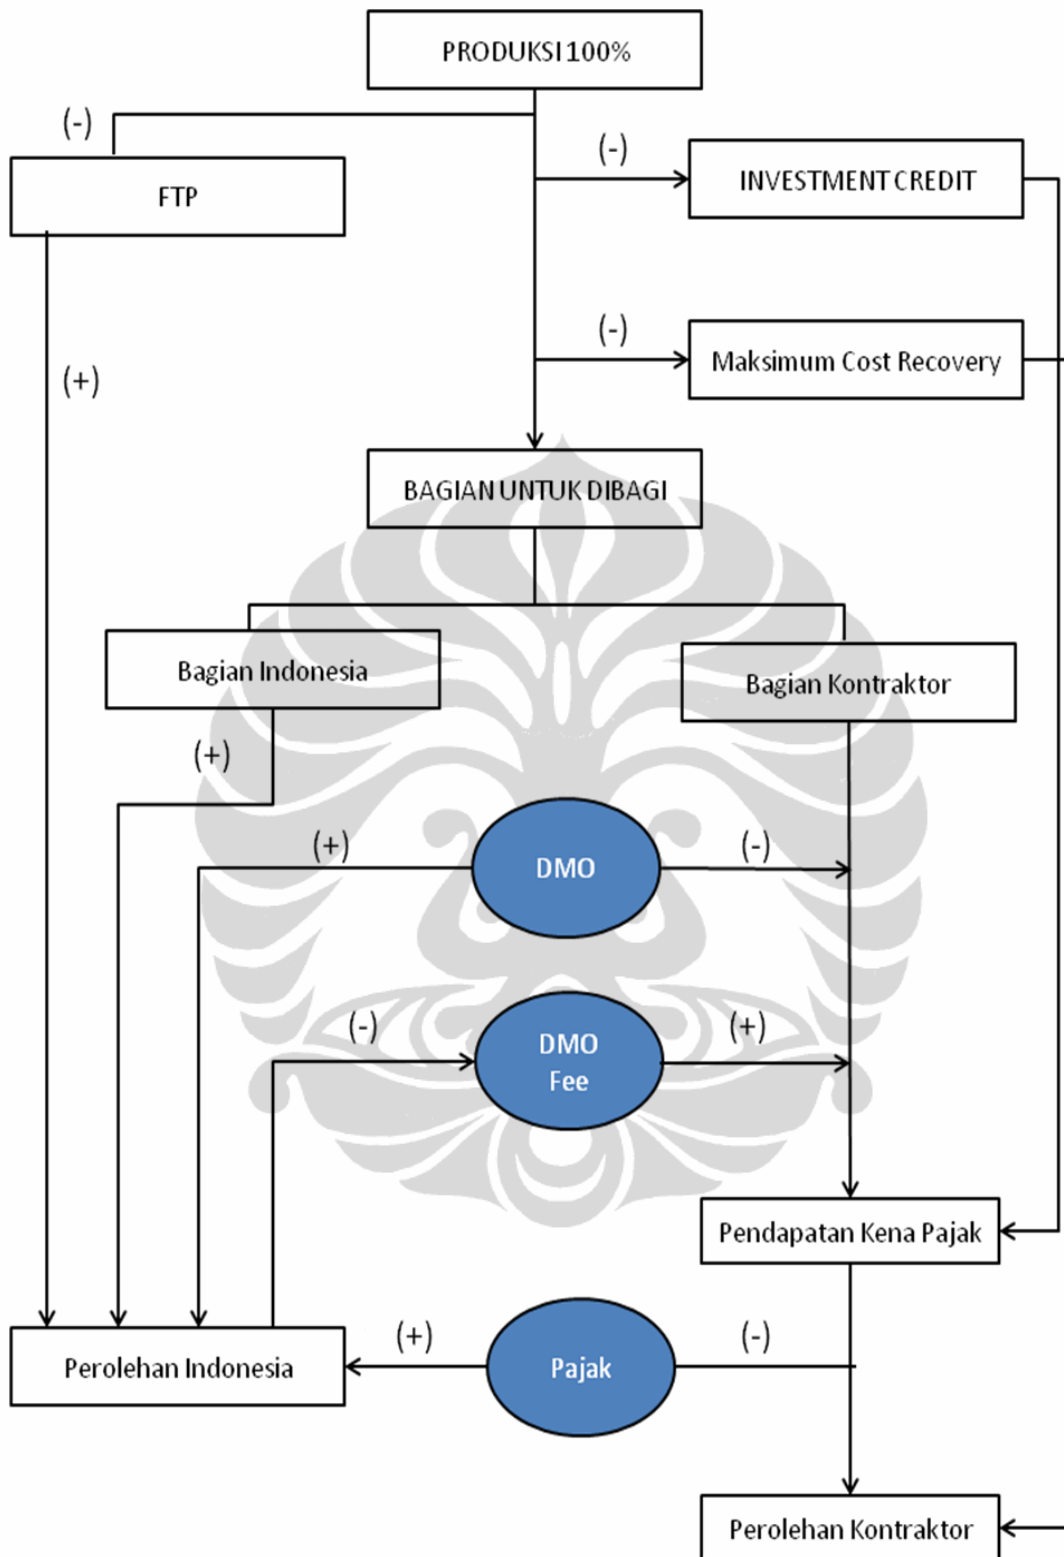 PRODUKSI 100%
(-)
(-)
FTP
INVESTMENT CREDIT
(-)
Maksimum Cost Recovery
(+)
BAGIAN UNTUK DIBAGI
Bagian Indonesia
Bagian Kontraktor
(+)
(+)
DMO
(-)
(-)
DMO
Fee
(+)
Pendapatan Kena Pajak
Perolehan Indonesia
(+)
Pajak
(-)
Perolehan Kontraktor